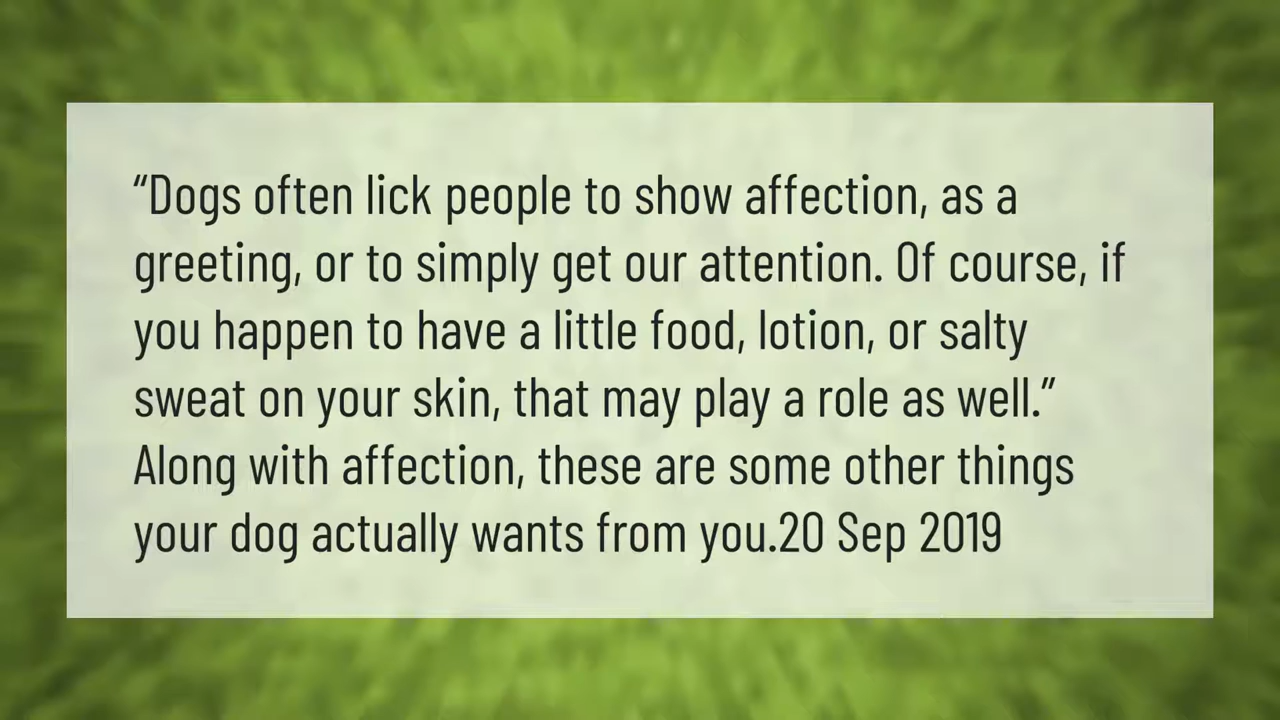 “Dogs often lick people to show affection, as a
greeting, or to simply get our attention. Of course, if
you happen to have a little food, lotion, or salty
sweat on your skin, that may play a role as well.”
Along with affection, these are some other things
your dog actually wants from you.20 Sep 2019